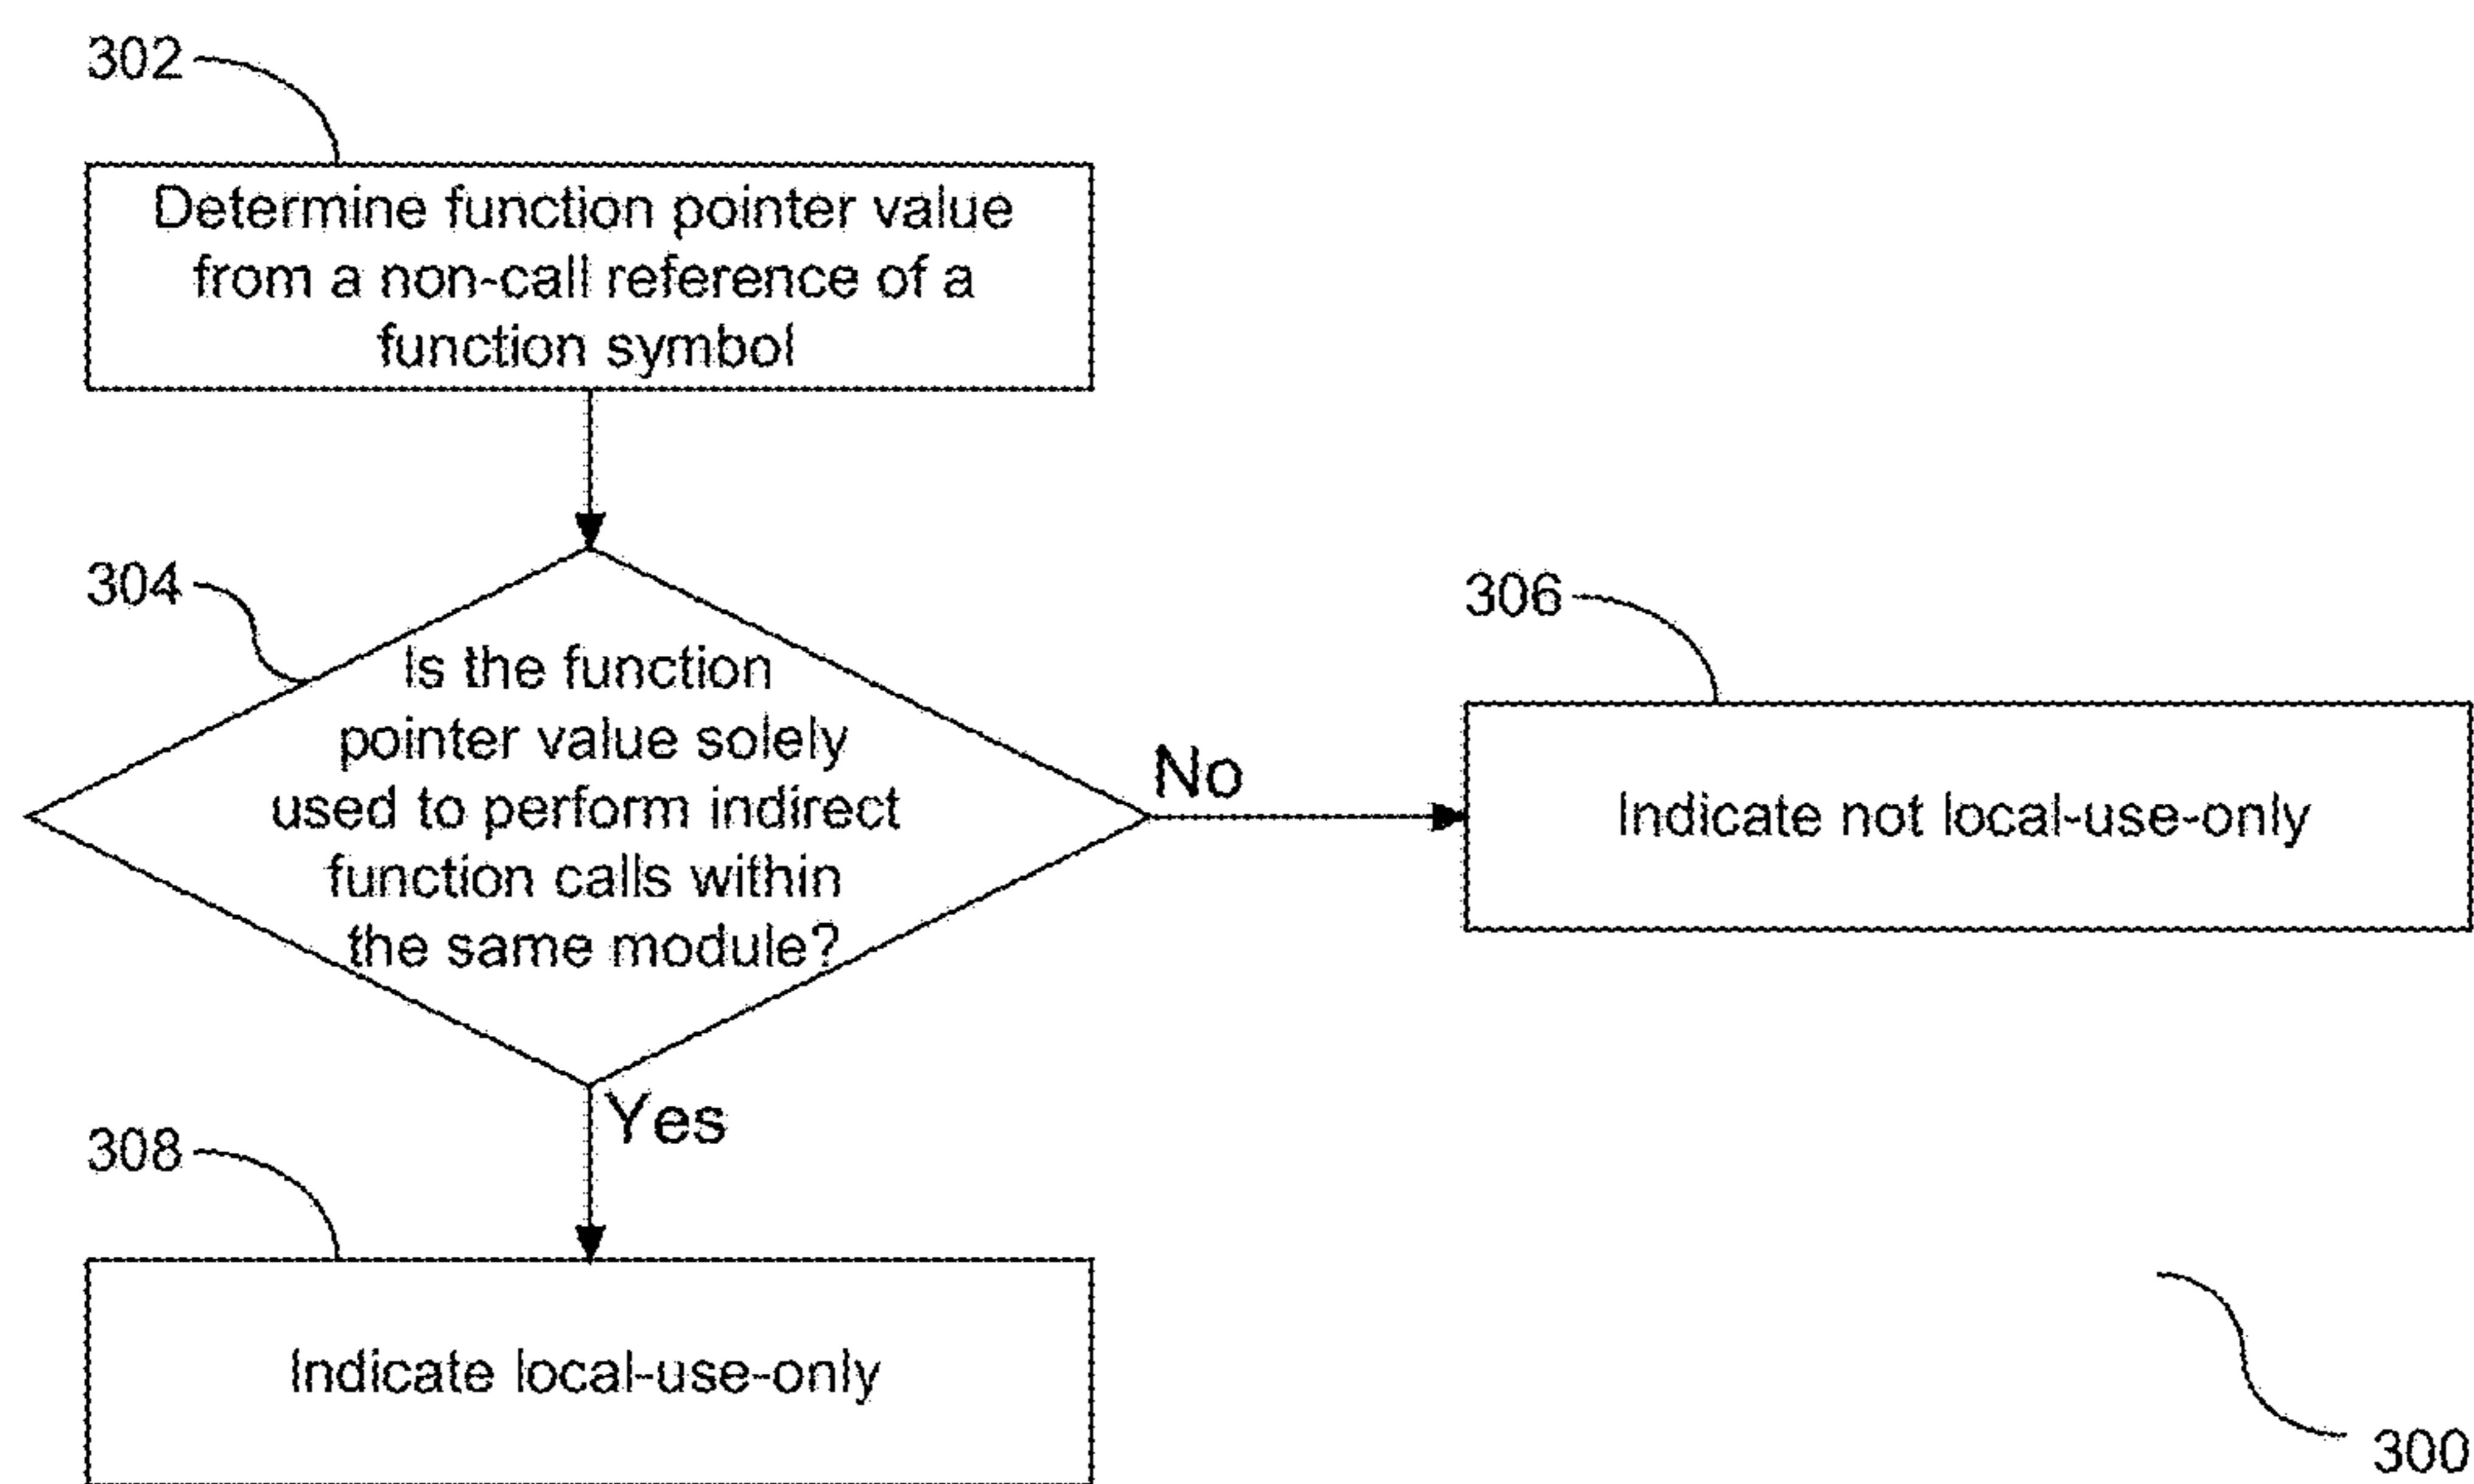 302
Determine function pointer value
from a non-call reference of a
function symbol
304
Is the function
pointer value solely
used to perform indirect
function calls within
the same module?
No
306
Indicate not local-use-only
Yes
308
Indicate local-use-only
300